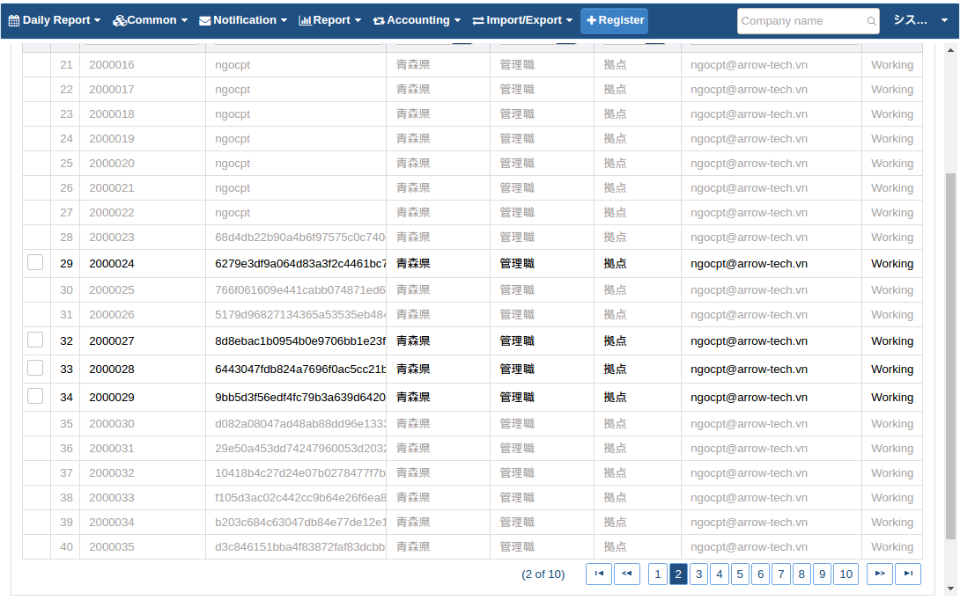 Daily Report Common Notification Report Accounting Import/Export Register Company name シス...
21 2000016 ngocpt 青森県 管理職 拠点 ngocpt@arrow-tech.vn Working
22 2000017 ngocpt 青森県 管理職 拠点 ngocpt@arrow-tech.vn Working
23 2000018 ngocpt 青森県 管理職 拠点 ngocpt@arrow-tech.vn Working
24 2000019 ngocpt 青森県 管理職 拠点 ngocpt@arrow-tech.vn Working
25 2000020 ngocpt 青森県 管理職 拠点 ngocpt@arrow-tech.vn Working
26 2000021 ngocpt 青森県 管理職 拠点 ngocpt@arrow-tech.vn Working
27 2000022 ngocpt 青森県 管理職 拠点 ngocpt@arrow-tech.vn Working
28 2000023 68d4db22b90a4b6f97575c0c740 青森県 管理職 拠点 ngocpt@arrow-tech.vn Working
29 2000024 6279e3df9a064d83a3f2c4461bc7 青森県 管理職 拠点 ngocpt@arrow-tech.vn Working
30 2000025 766f061609e441cabb074871ed6 青森県 管理職 拠点 ngocpt@arrow-tech.vn Working
31 2000026 5179d96827134365a53535eb484 青森県 管理職 拠点 ngocpt@arrow-tech.vn Working
32 2000027 8d8ebac1b0954b0e9706bb1e23f 青森県 管理職 拠点 ngocpt@arrow-tech.vn Working
33 2000028 6443047fdb824a7696f0ac5cc21b 青森県 管理職 拠点 ngocpt@arrow-tech.vn Working
34 2000029 9bb5d3f56edf4fc79b3a639d6420 青森県 管理職 拠点 ngocpt@arrow-tech.vn Working
35 2000030 d082a08047ad48ab88dd96e1333 青森県 管理職 拠点 ngocpt@arrow-tech.vn Working
36 2000031 29e50a453dd74247960053d2032 青森県 管理職 拠点 ngocpt@arrow-tech.vn Working
37 2000032 10418b4c27d24e07b0278477f7b 青森県 管理職 拠点 ngocpt@arrow-tech.vn Working
38 2000033 f105d3ac02c442cc9b64e26f6ea8 青森県 管理職 拠点 ngocpt@arrow-tech.vn Working
39 2000034 b203c684c63047db84e77de12e1 青森県 管理職 拠点 ngocpt@arrow-tech.vn Working
40 2000035 d3c846151bba4f83872faf83dcbb 青森県 管理職 拠点 ngocpt@arrow-tech.vn Working
(2 of 10) 1 2 3 4 5 6 7 8 9 10